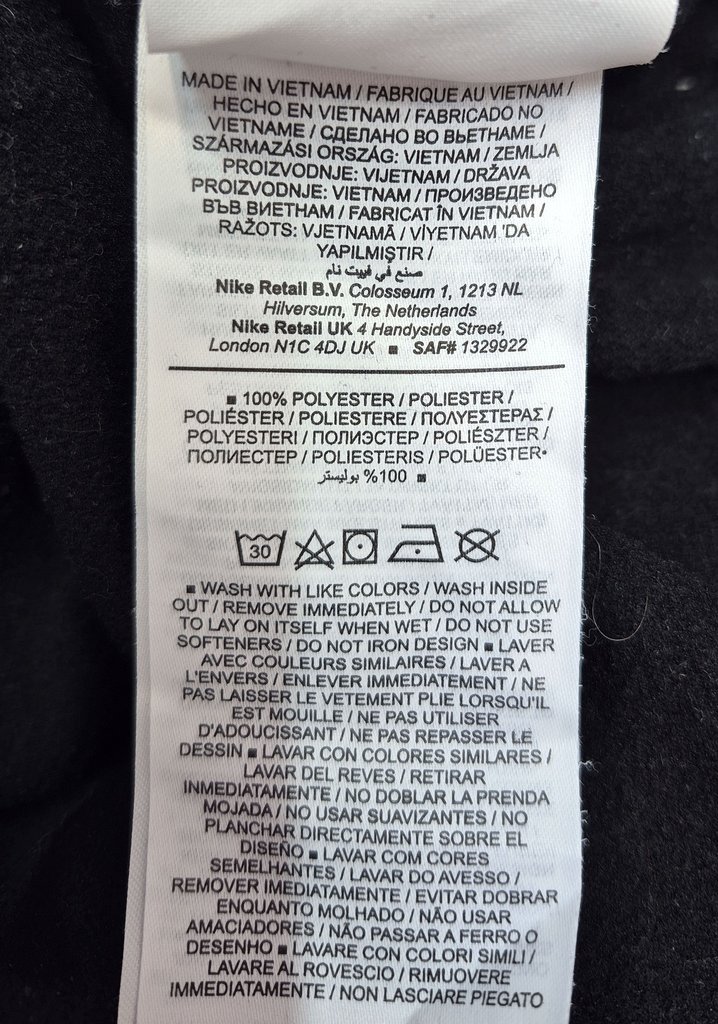 MADE IN VIETNAM / FABRIQUE AU VIETNAM /
HECHO EN VIETNAM / FABRICADO NO
VIETNAME / СДЕЛАНО ВО ВЬЕТНАМЕ /
SZÁRMAZÁSI ORSZÁG: VIETNAM / ZEMLJA
PROIZVODNJE: VIJETNAM / DRŽAVA
PROIZVODNJE: VIETNAM / ПРОИЗВЕДЕНО
ВЪВ ВИЕТНАМ / FABRICAT ÎN VIETNAM /
RAŽOTS: VJETNAMĀ / VİYETNAM 'DA
YAPILMIŞTIR /
صنع في فييت نام
Nike Retail B.V. Colosseum 1, 1213 NL
Hilversum, The Netherlands
Nike Retail UK 4 Handyside Street,
London N1C 4DJ UK ■ SAF# 1329922
■ 100% POLYESTER / POLIESTER /
POLIÉSTER / POLIESTERE / ΠΟΛΥΕΣΤΕΡΑΣ /
POLYESTERI / ПОЛИЭСТЕР / POLIÉSZTER /
ПОЛИЕСТЕР / POLIESTERIS / POLÜESTER•
■ 100% بوليستر
30
■ WASH WITH LIKE COLORS / WASH INSIDE
OUT / REMOVE IMMEDIATELY / DO NOT ALLOW
TO LAY ON ITSELF WHEN WET / DO NOT USE
SOFTENERS / DO NOT IRON DESIGN ■ LAVER
AVEC COULEURS SIMILAIRES / LAVER A
L'ENVERS / ENLEVER IMMEDIATEMENT / NE
PAS LAISSER LE VETEMENT PLIE LORSQU'IL
EST MOUILLE / NE PAS UTILISER
D'ADOUCISSANT / NE PAS REPASSER LE
DESSIN ■ LAVAR CON COLORES SIMILARES /
LAVAR DEL REVES / RETIRAR
INMEDIATAMENTE / NO DOBLAR LA PRENDA
MOJADA / NO USAR SUAVIZANTES / NO
PLANCHAR DIRECTAMENTE SOBRE EL
DISEÑO ■ LAVAR COM CORES
SEMELHANTES / LAVAR DO AVESSO /
REMOVER IMEDIATAMENTE / EVITAR DOBRAR
ENQUANTO MOLHADO / NÃO USAR
AMACIADORES / NÃO PASSAR A FERRO O
DESENHO ■ LAVARE CON COLORI SIMILI /
LAVARE AL ROVESCIO / RIMUOVERE
IMMEDIATAMENTE / NON LASCIARE PIEGATO